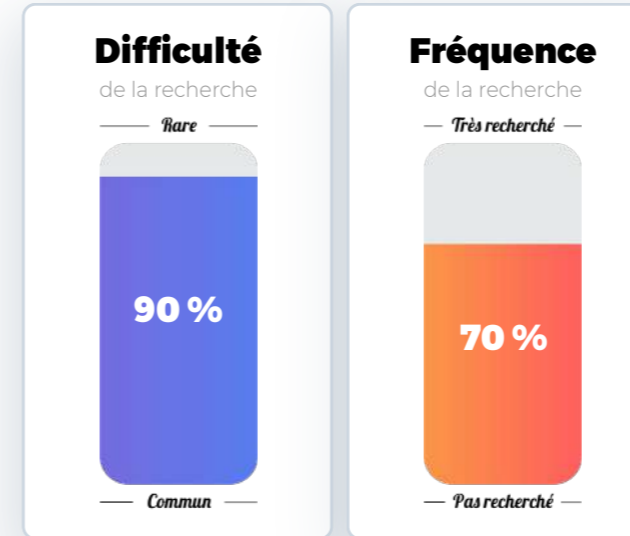 Difficulté
de la recherche
Rare
90 %
Commun
Fréquence
de la recherche
Très recherché
70 %
Pas recherché